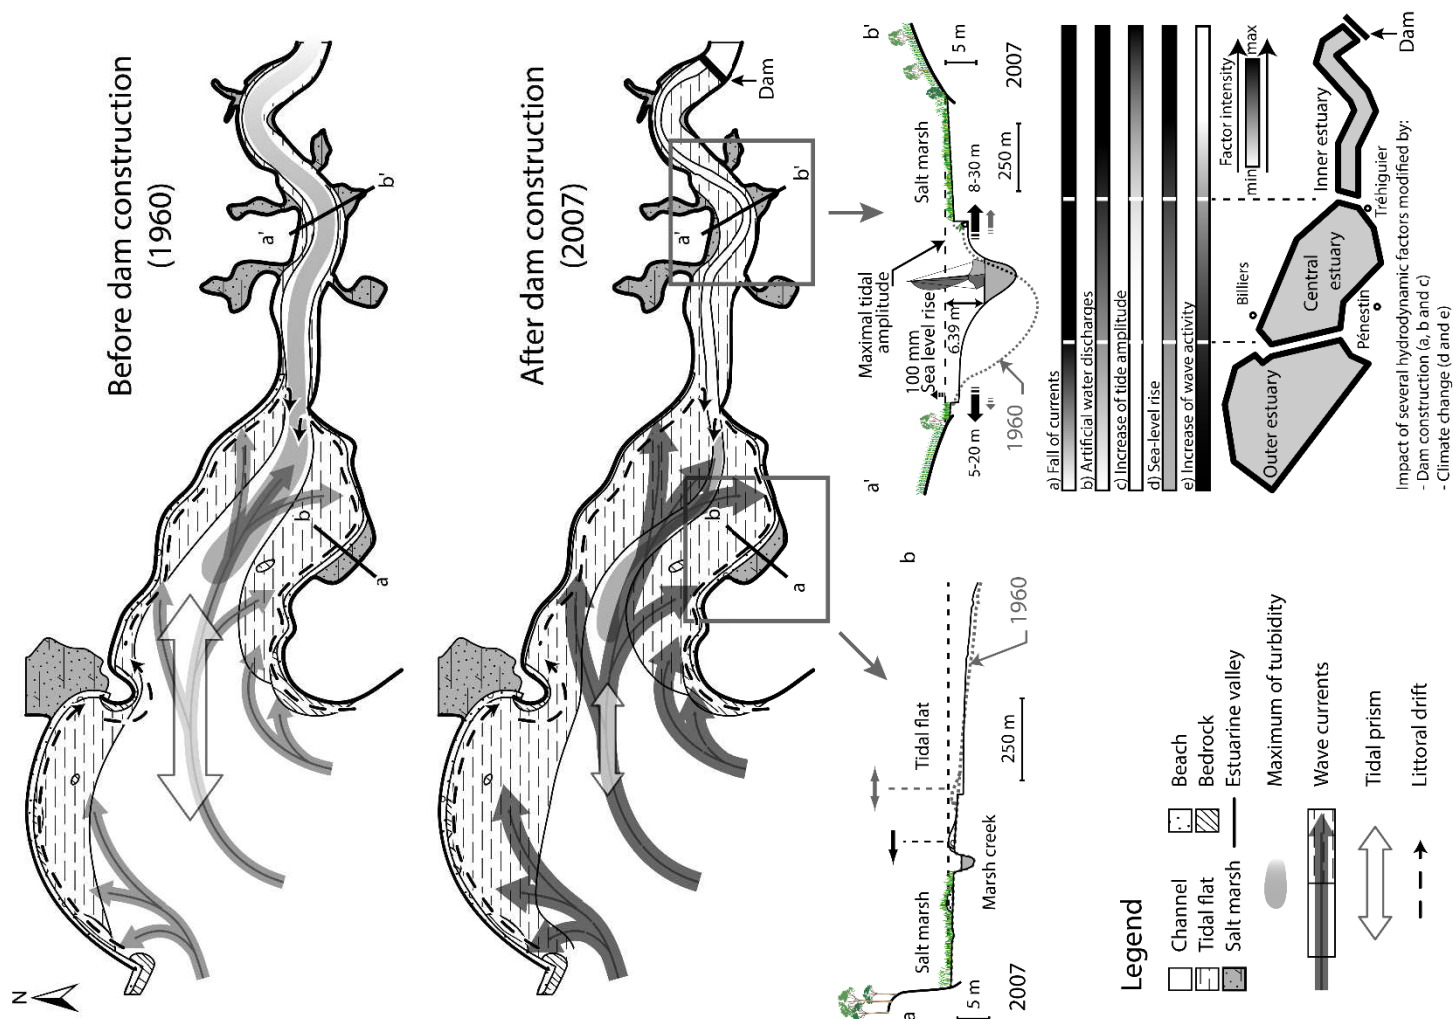 N
Before dam construction
(1960)
a'
b'
a
b
After dam construction
(2007)
Dam
a'
b'
a
b
a
b
Salt marsh
Tidal flat
Marsh creek
5 m
2007
250 m
1960
a'
b'
Maximal tidal
amplitude
100 mm
Sea level rise
6.39 m
Salt marsh
5-20 m
8-30 m
1960
250 m
5 m
2007
Legend
Channel
Tidal flat
Salt marsh
Beach
Bedrock
Estuarine valley
Maximum of turbidity
Wave currents
Tidal prism
Littoral drift
a) Fall of currents
b) Artificial water discharges
c) Increase of tide amplitude
d) Sea-level rise
e) Increase of wave activity
Factor intensity
min
max
Outer estuary
Central
estuary
Inner estuary
Billiers
Pénestin
Tréhiguier
Dam
Impact of several hydrodynamic factors modified by:
- Dam construction (a, b and c)
- Climate change (d and e)